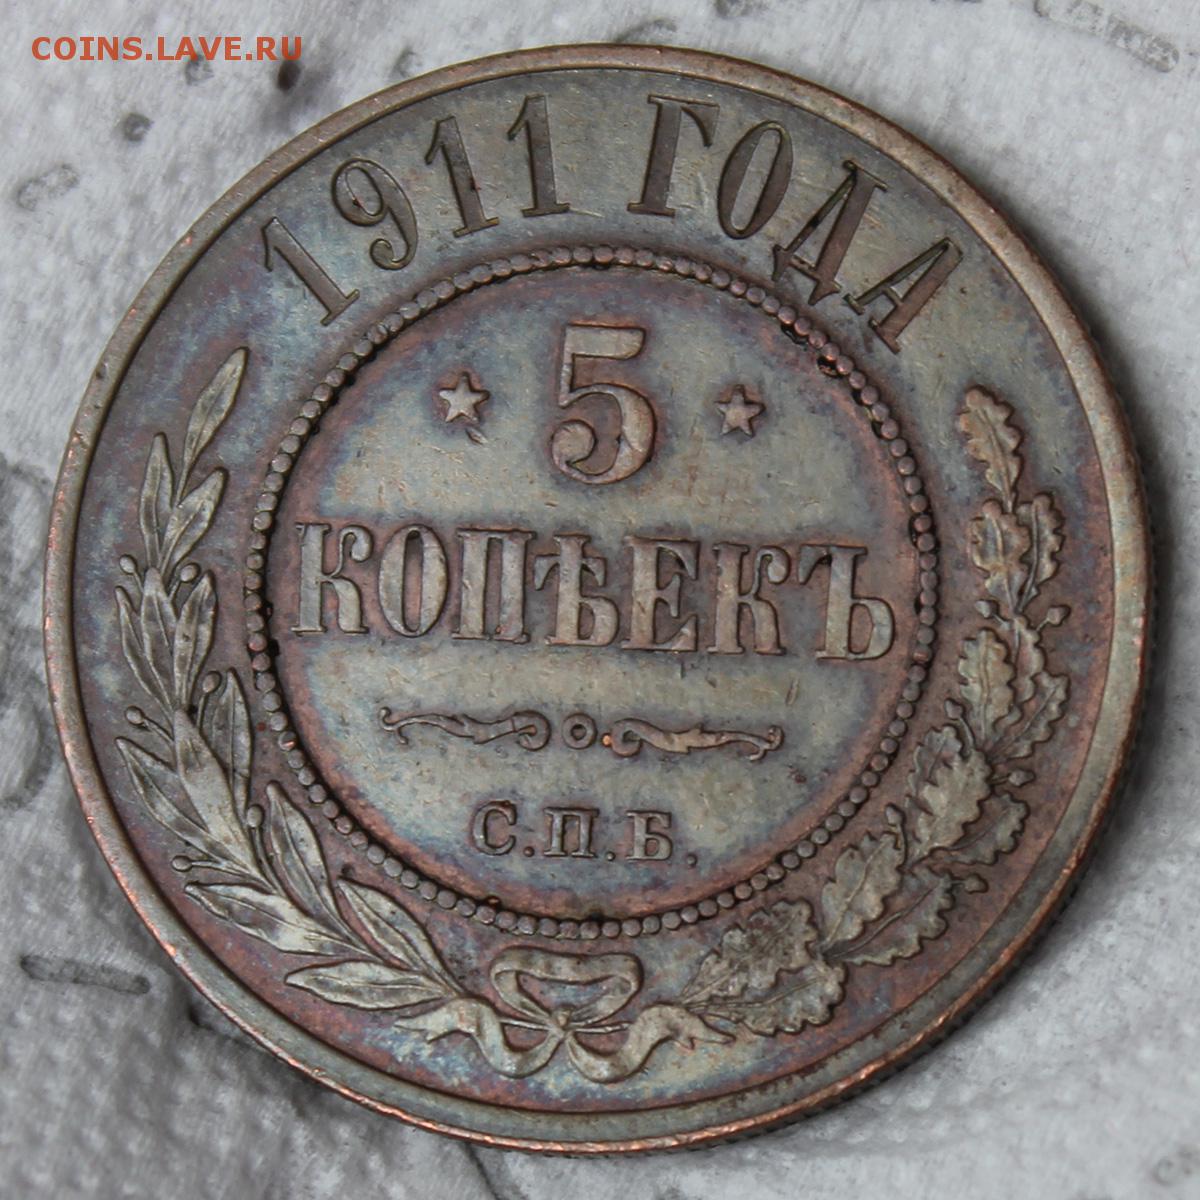 COINS.LAVE.RU
1911 ГОДА
5
КОПѢЕКЪ
С.П.Б.